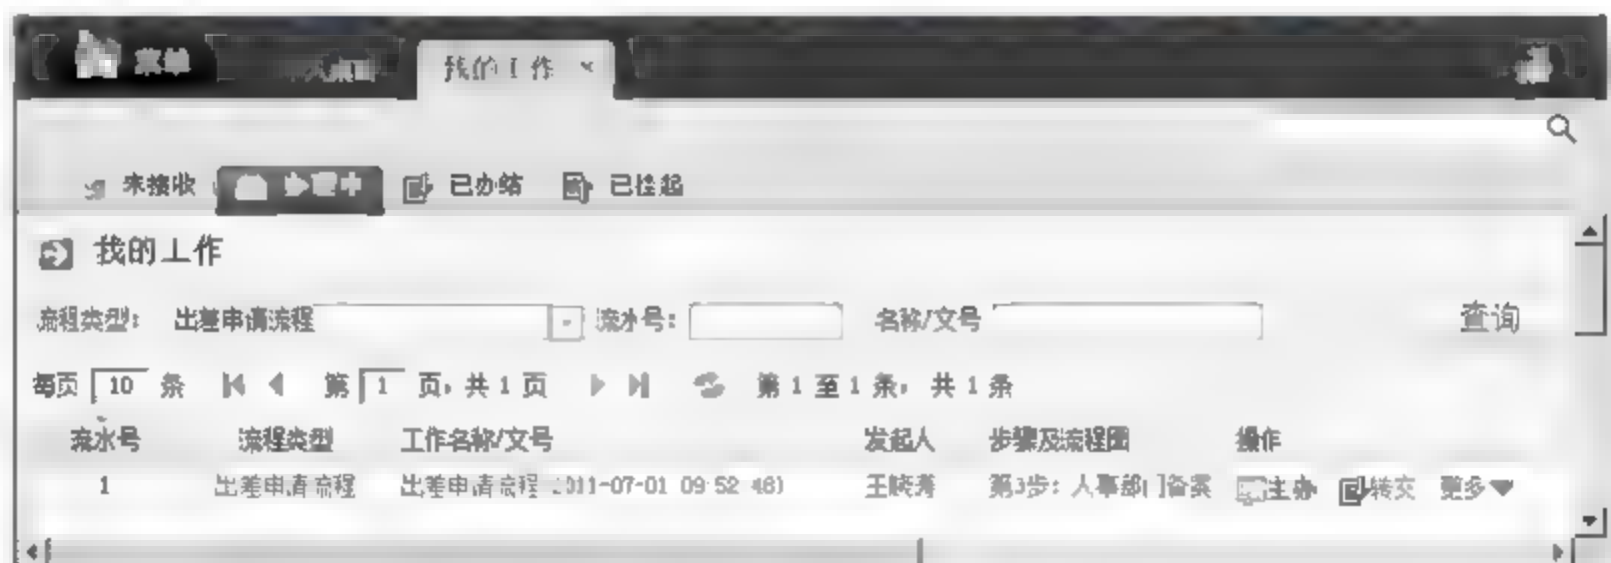 菜单 我的工作 ×
未接收 办理中 已办结 已挂起
我的工作
流程类型: 出差申请流程 流水号: 名称/文号 查询
每页 10 条 第 1 页, 共 1 页 第 1 至 1 条, 共 1 条
流水号 流程类型 工作名称/文号 发起人 步骤及流程图 操作
1 出差申请流程 出差申请流程 2011-07-01 09:52:46) 第3步: 人事部门备案 主办 转交 更多▼